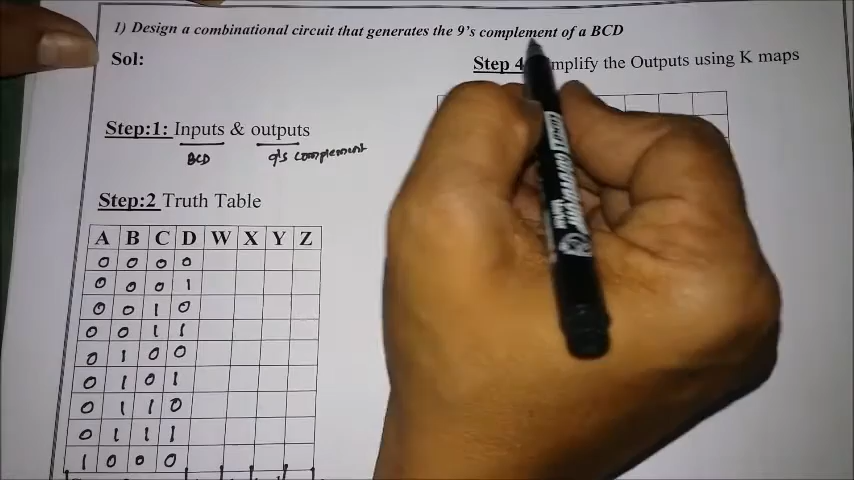 1) Design a combinational circuit that generates the 9's complement of a BCD
Sol:
Step:1: Inputs & outputs
BCD 9's complement
Step:2 Truth Table
A B C D W X Y Z
0 0 0 0
0 0 0 1
0 0 1 0
0 0 1 1
0 1 0 0
0 1 0 1
0 1 1 0
0 1 1 1
1 0 0 0
Step 4 mplify the Outputs using K maps